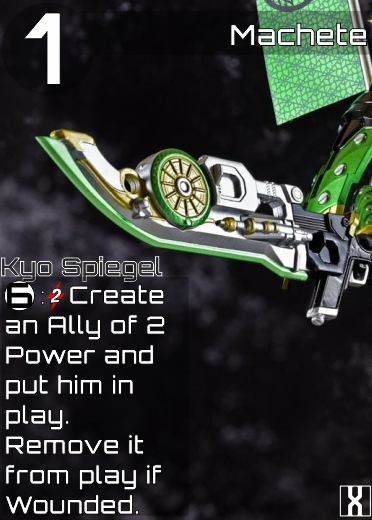 1
Machete
Kyo Spiegel
6 : 2 Create
an Ally of 2
Power and
put him in
play.
Remove it
from play if
Wounded.
X